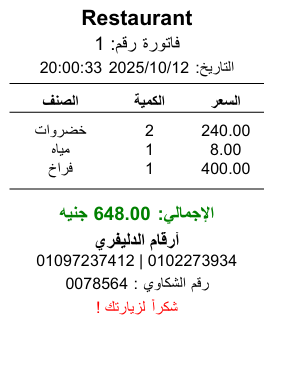 Restaurant
فاتورة رقم: 1
التاريخ: 2025/10/12 20:00:33
الصنف الكمية السعر
خضروات 2 240.00
مياه 1 8.00
فراخ 1 400.00
الإجمالي: 648.00 جنيه
أرقام الدليفري
01097237412 | 0102273934
رقم الشكاوي : 0078564
شكراً لزيارتك !